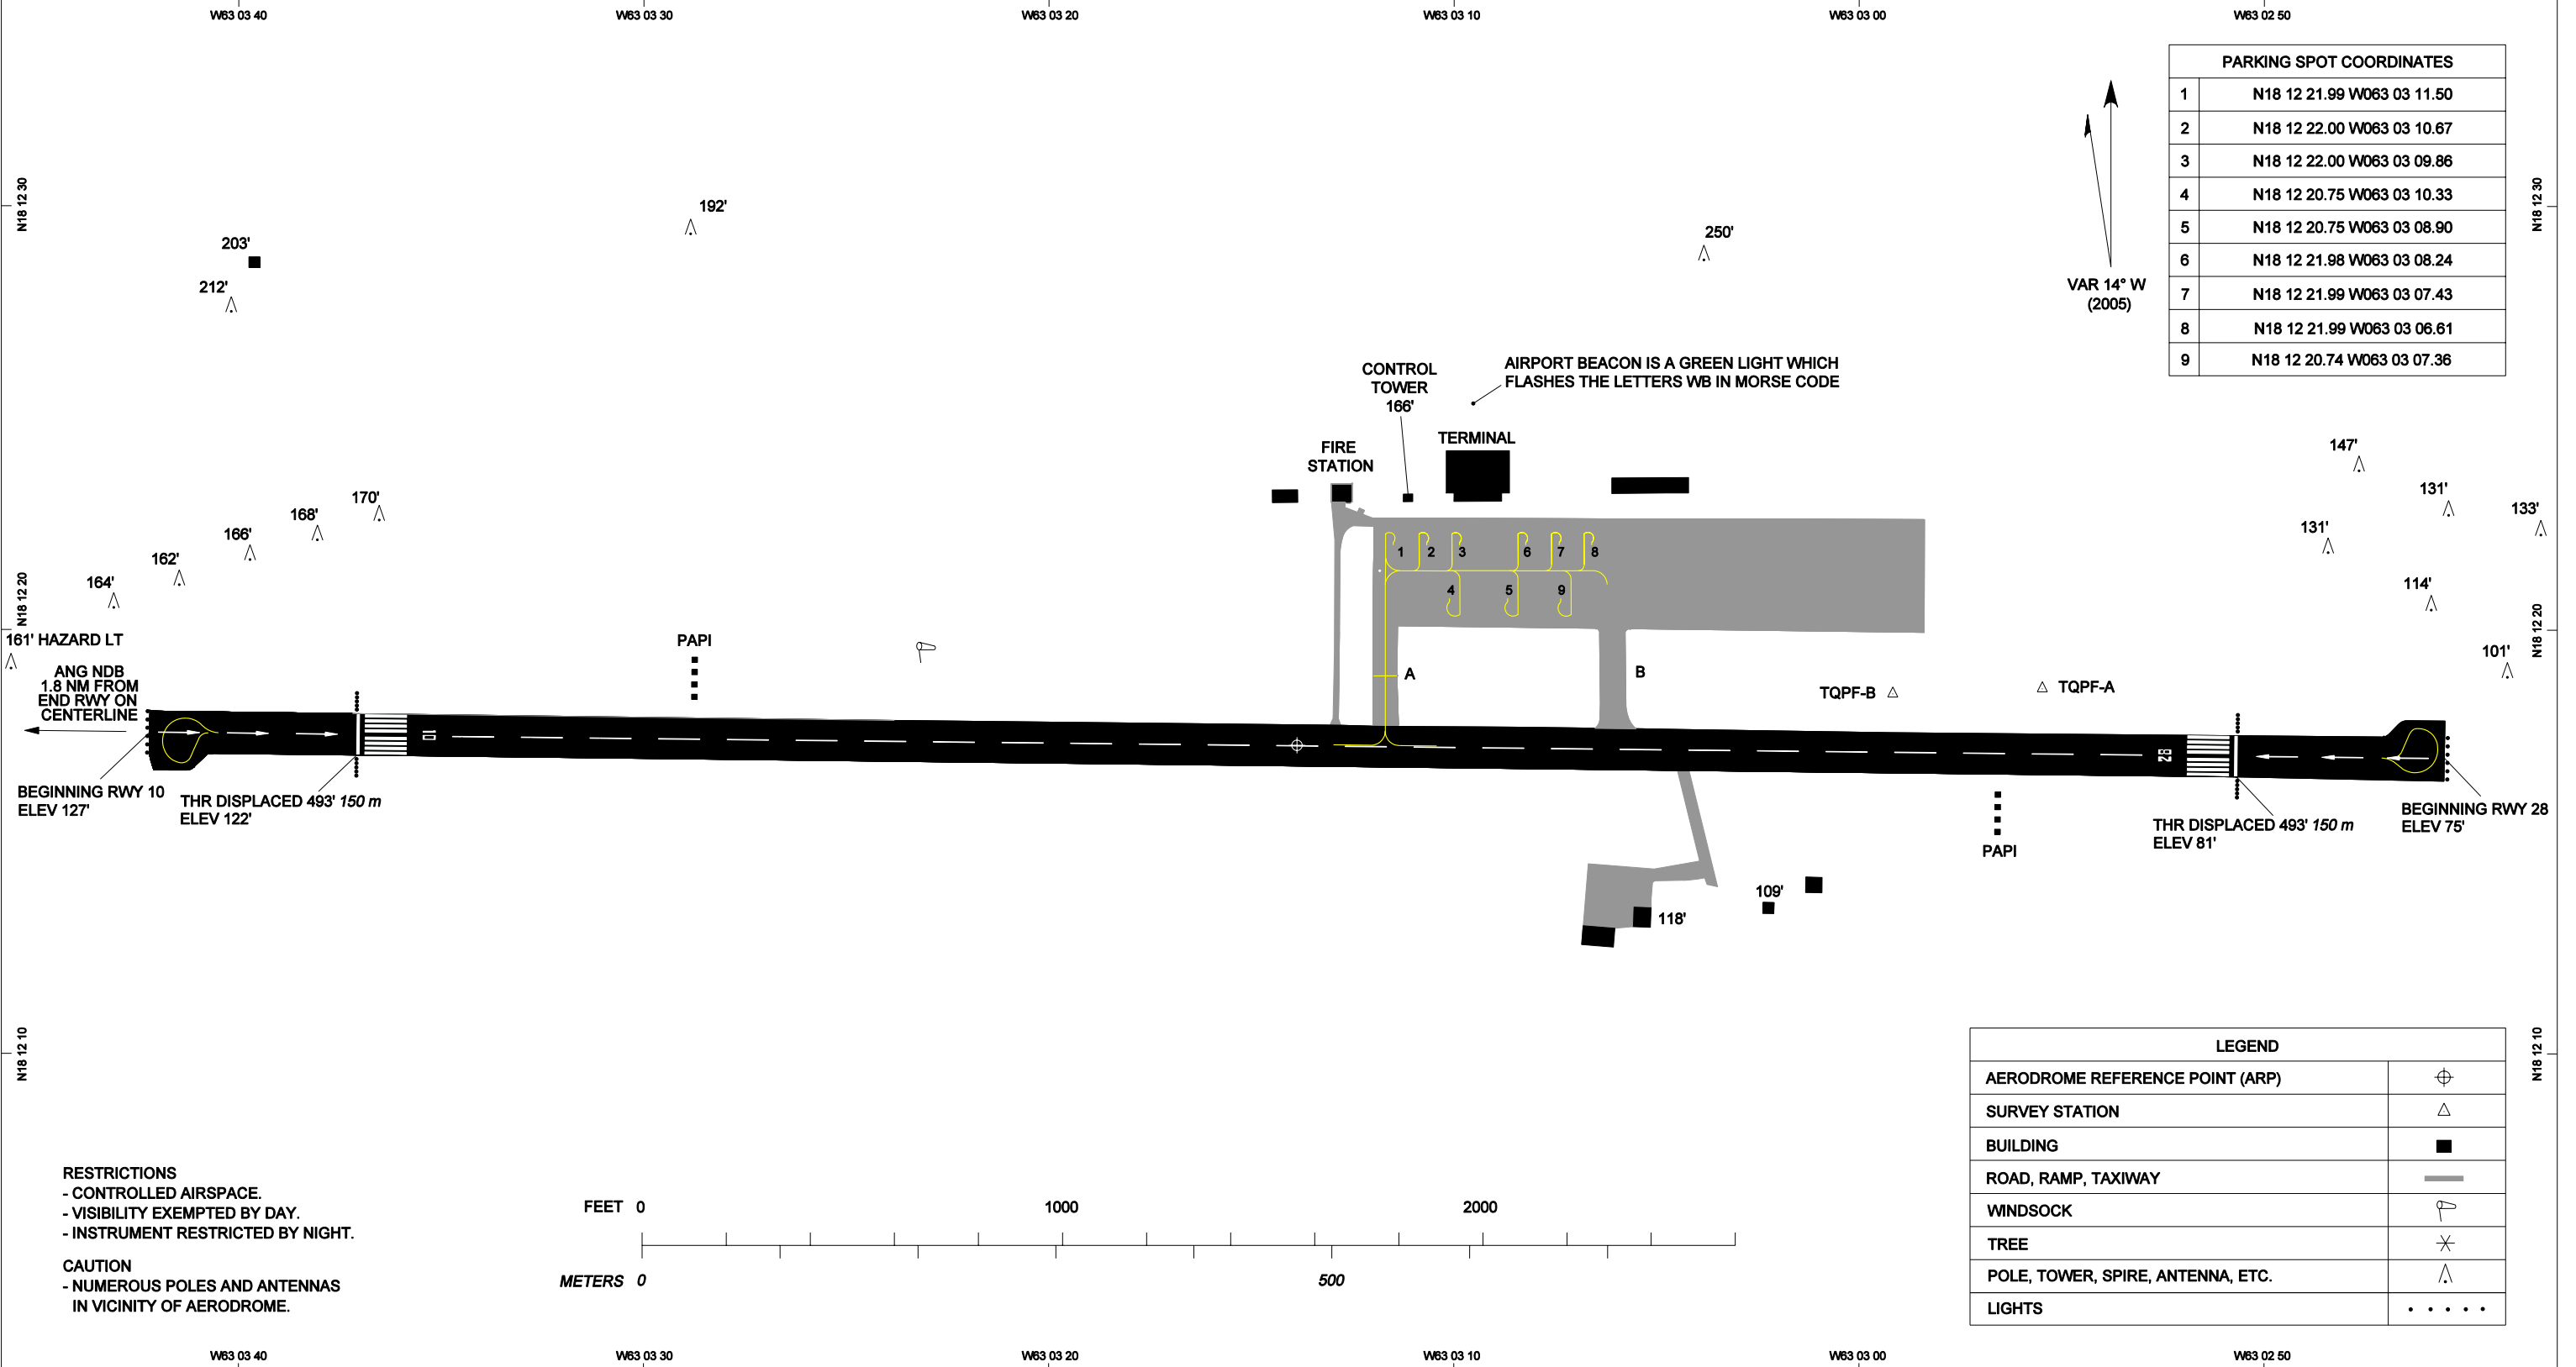 W63 03 40
W63 03 30
W63 03 20
W63 03 10
W63 03 00
W63 02 50
PARKING SPOT COORDINATES
1 N18 12 21.99 W063 03 11.50
2 N18 12 22.00 W063 03 10.67
3 N18 12 22.00 W063 03 09.86
4 N18 12 20.75 W063 03 10.33
5 N18 12 20.75 W063 03 08.90
6 N18 12 21.98 W063 03 08.24
7 N18 12 21.99 W063 03 07.43
8 N18 12 21.99 W063 03 06.61
9 N18 12 20.74 W063 03 07.36
VAR 14° W
(2005)
N18 12 30
N18 12 30
192'
203'
212'
250'
AIRPORT BEACON IS A GREEN LIGHT WHICH
FLASHES THE LETTERS WB IN MORSE CODE
CONTROL
TOWER
166'
TERMINAL
FIRE
STATION
147'
131'
133'
131'
114'
101'
170'
168'
166'
162'
164'
N18 12 20
N18 12 20
161' HAZARD LT
ANG NDB
1.8 NM FROM
END RWY ON
CENTERLINE
PAPI
1
2
3
6
7
8
4
5
9
A
B
TQPF-B
TQPF-A
10
28
BEGINNING RWY 10
ELEV 127'
THR DISPLACED 493' 150 m
ELEV 122'
PAPI
THR DISPLACED 493' 150 m
ELEV 81'
BEGINNING RWY 28
ELEV 75'
109'
118'
N18 12 10
N18 12 10
LEGEND
AERODROME REFERENCE POINT (ARP)
SURVEY STATION
BUILDING
ROAD, RAMP, TAXIWAY
WINDSOCK
TREE
POLE, TOWER, SPIRE, ANTENNA, ETC.
LIGHTS
RESTRICTIONS
- CONTROLLED AIRSPACE.
- VISIBILITY EXEMPTED BY DAY.
- INSTRUMENT RESTRICTED BY NIGHT.
CAUTION
- NUMEROUS POLES AND ANTENNAS
IN VICINITY OF AERODROME.
FEET 0 1000 2000
METERS 0 500
W63 03 40
W63 03 30
W63 03 20
W63 03 10
W63 03 00
W63 02 50